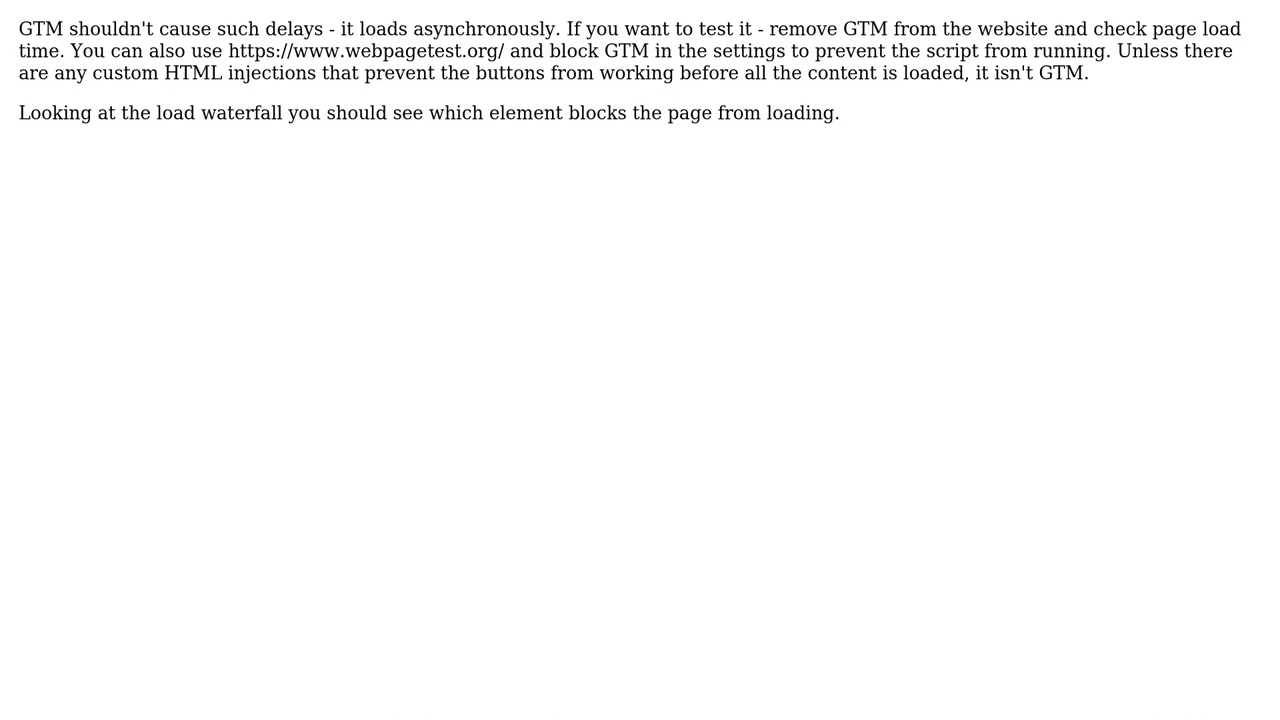 GTM shouldn't cause such delays - it loads asynchronously. If you want to test it - remove GTM from the website and check page load
time. You can also use https://www.webpagetest.org/ and block GTM in the settings to prevent the script from running. Unless there
are any custom HTML injections that prevent the buttons from working before all the content is loaded, it isn't GTM.
Looking at the load waterfall you should see which element blocks the page from loading.